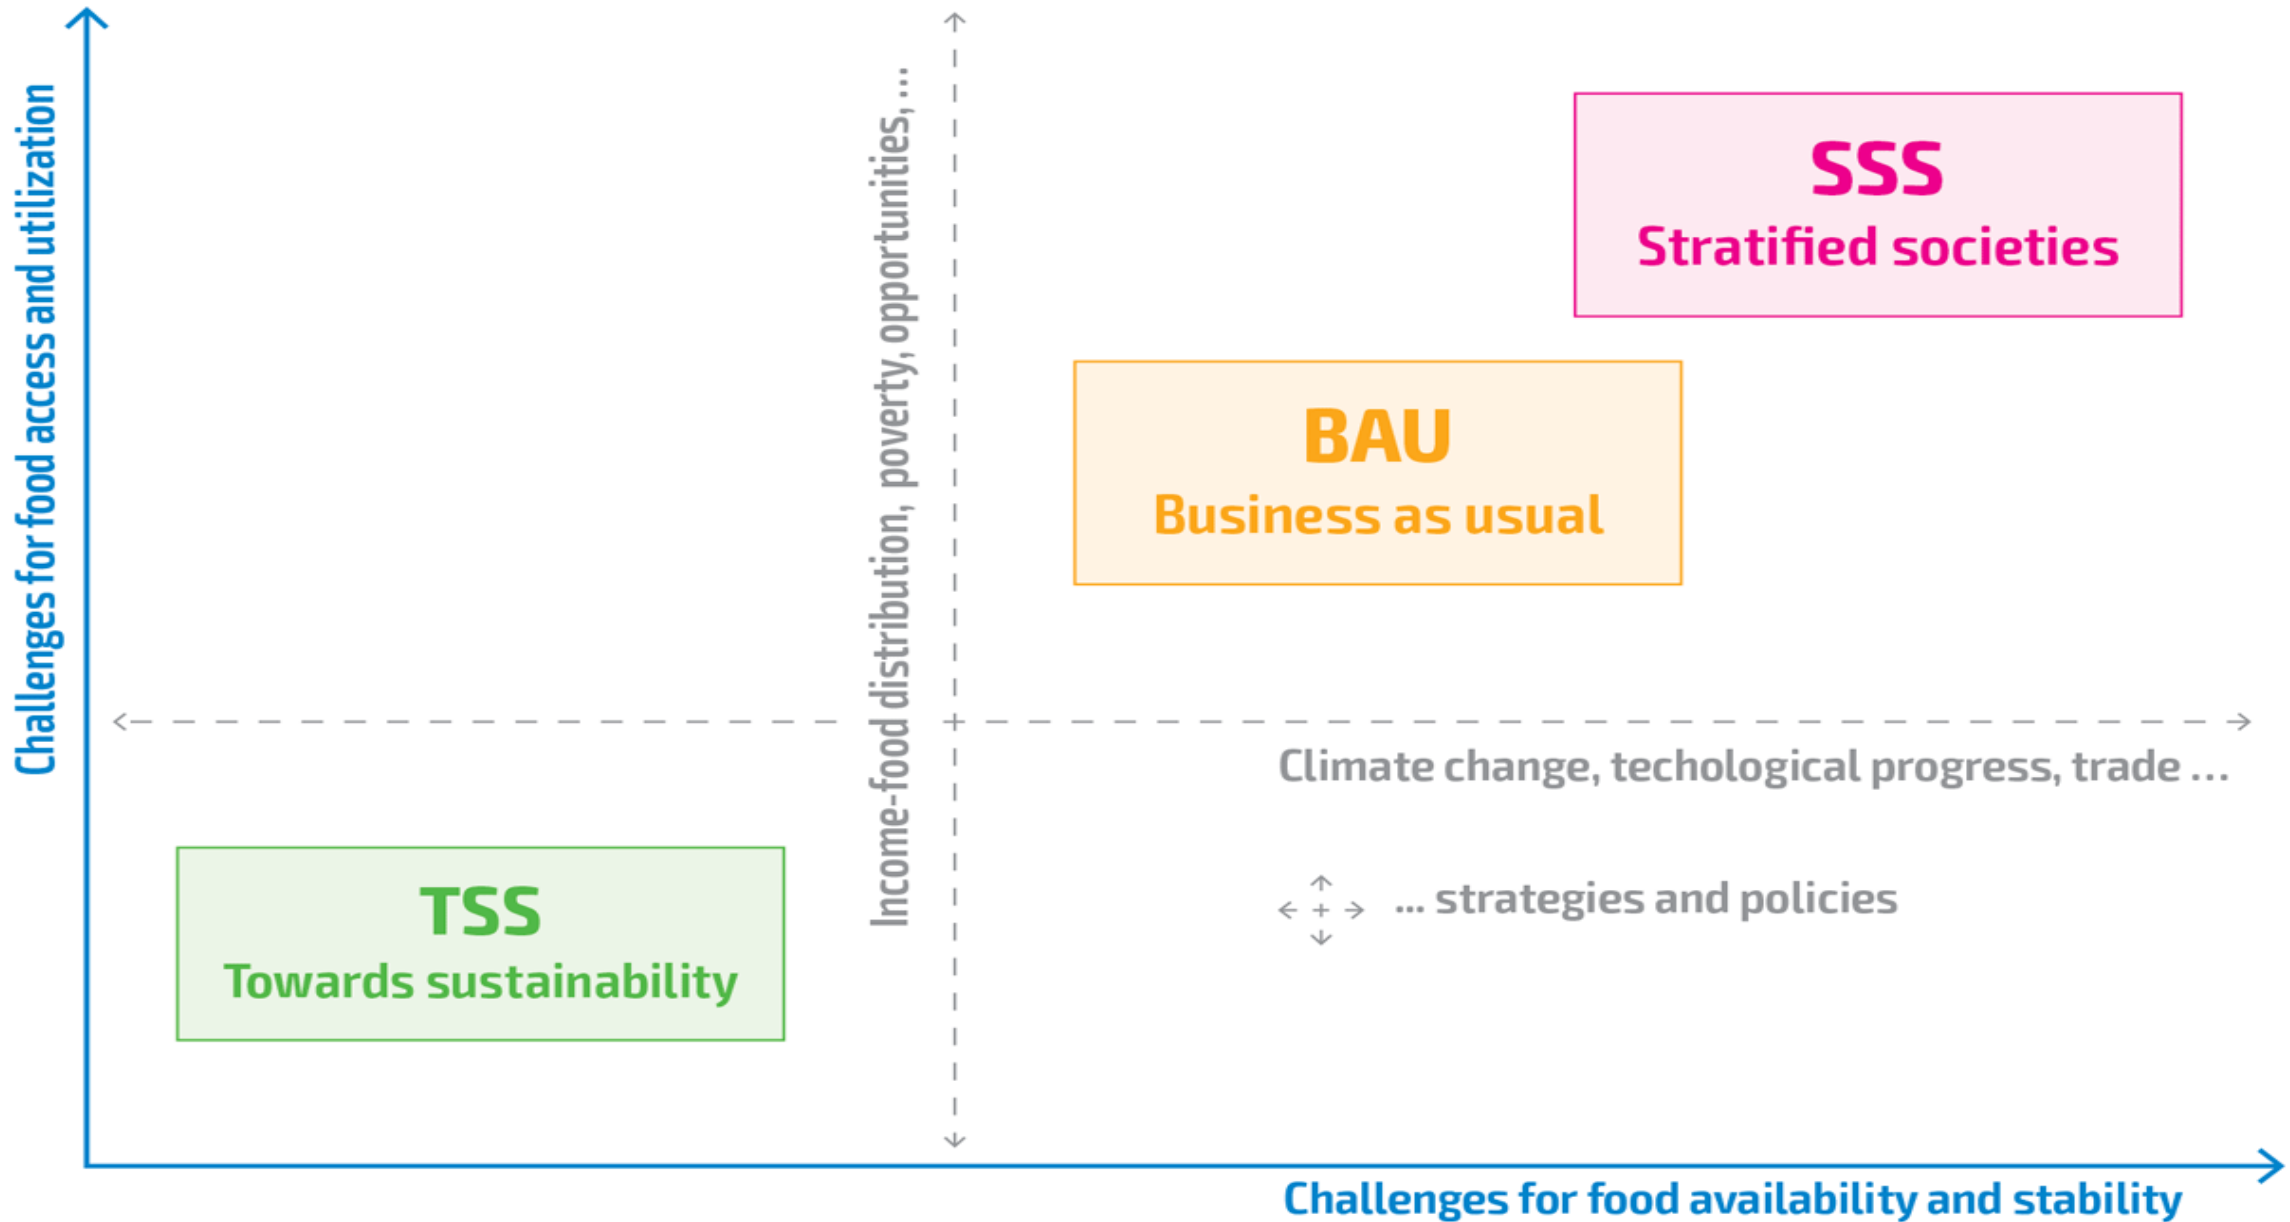 Challenges for food access and utilization
Income-food distribution, poverty, opportunities, ...
SSS
Stratified societies
BAU
Business as usual
Climate change, techological progress, trade ...
TSS
Towards sustainability
... strategies and policies
Challenges for food availability and stability